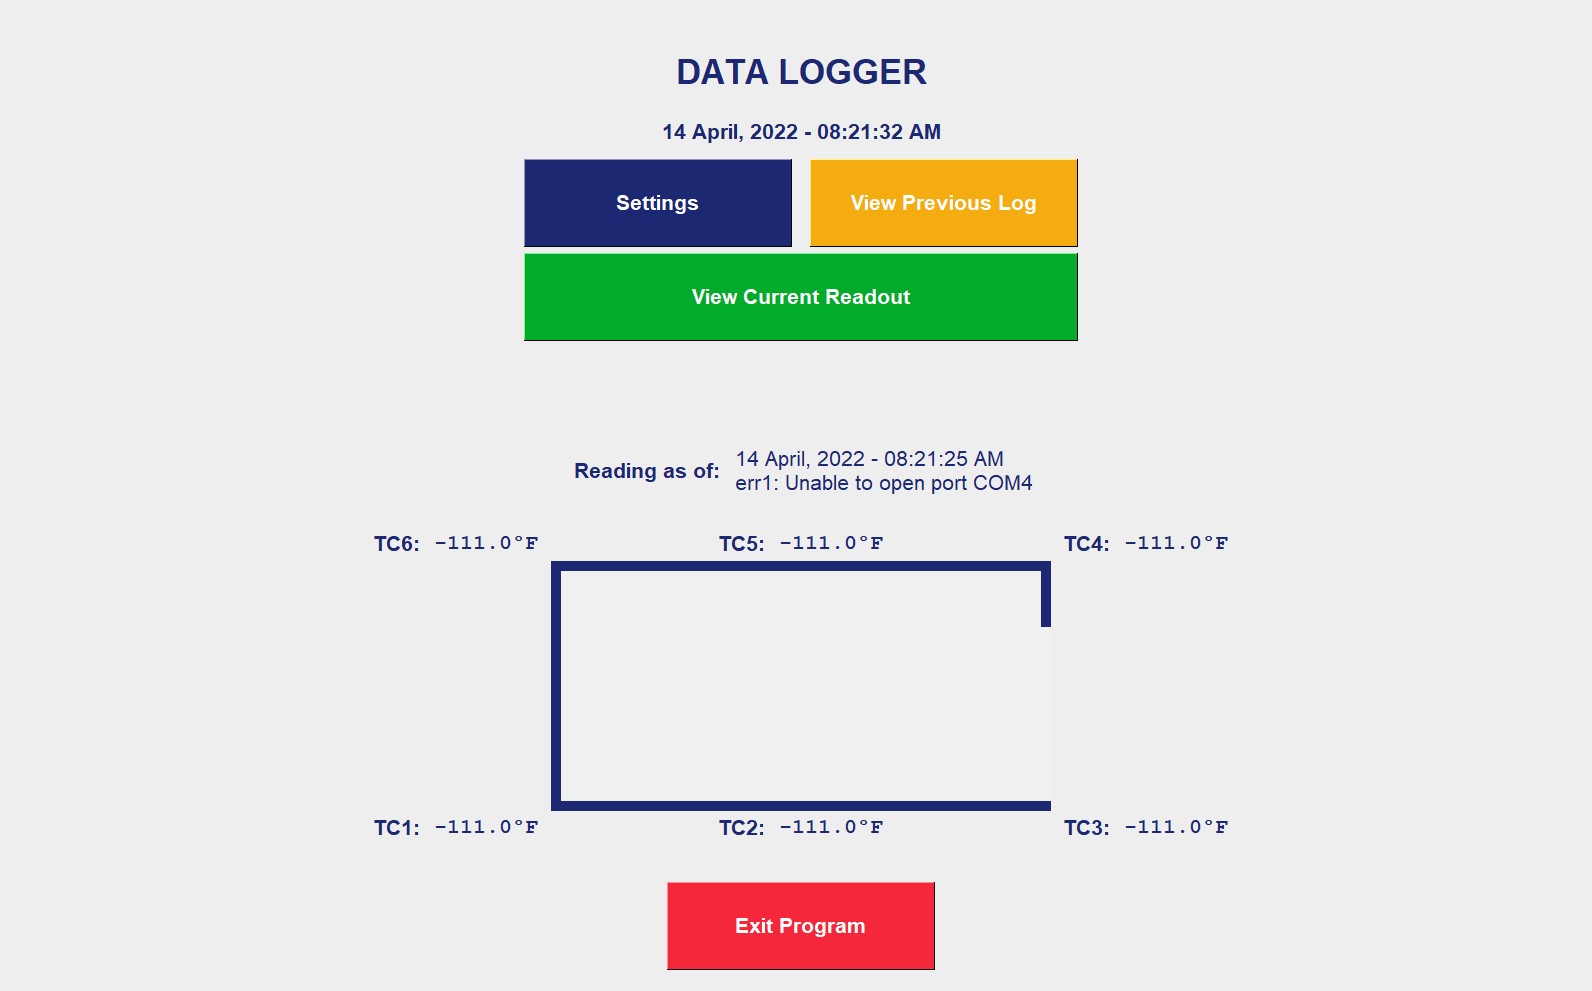 DATA LOGGER
14 April, 2022 - 08:21:32 AM
Settings
View Previous Log
View Current Readout
Reading as of:
14 April, 2022 - 08:21:25 AM
err1: Unable to open port COM4
TC6: -111.0°F
TC5: -111.0°F
TC4: -111.0°F
TC1: -111.0°F
TC2: -111.0°F
TC3: -111.0°F
Exit Program